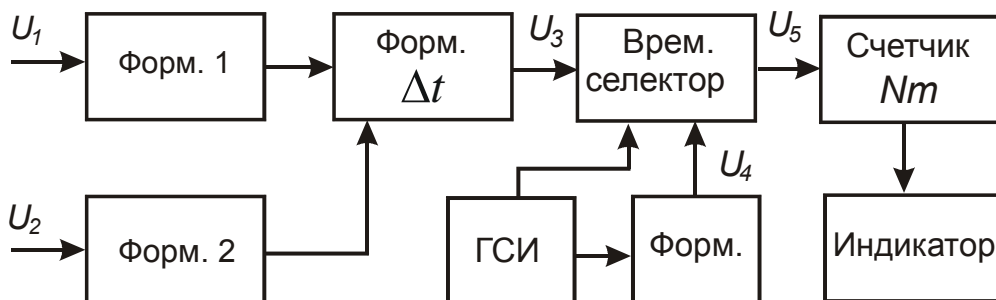 U1
Форм. 1
Форм.
Δt
U3
Врем.
селектор
U5
Счетчик
Nm
U2
Форм. 2
ГСИ
Форм.
U4
Индикатор